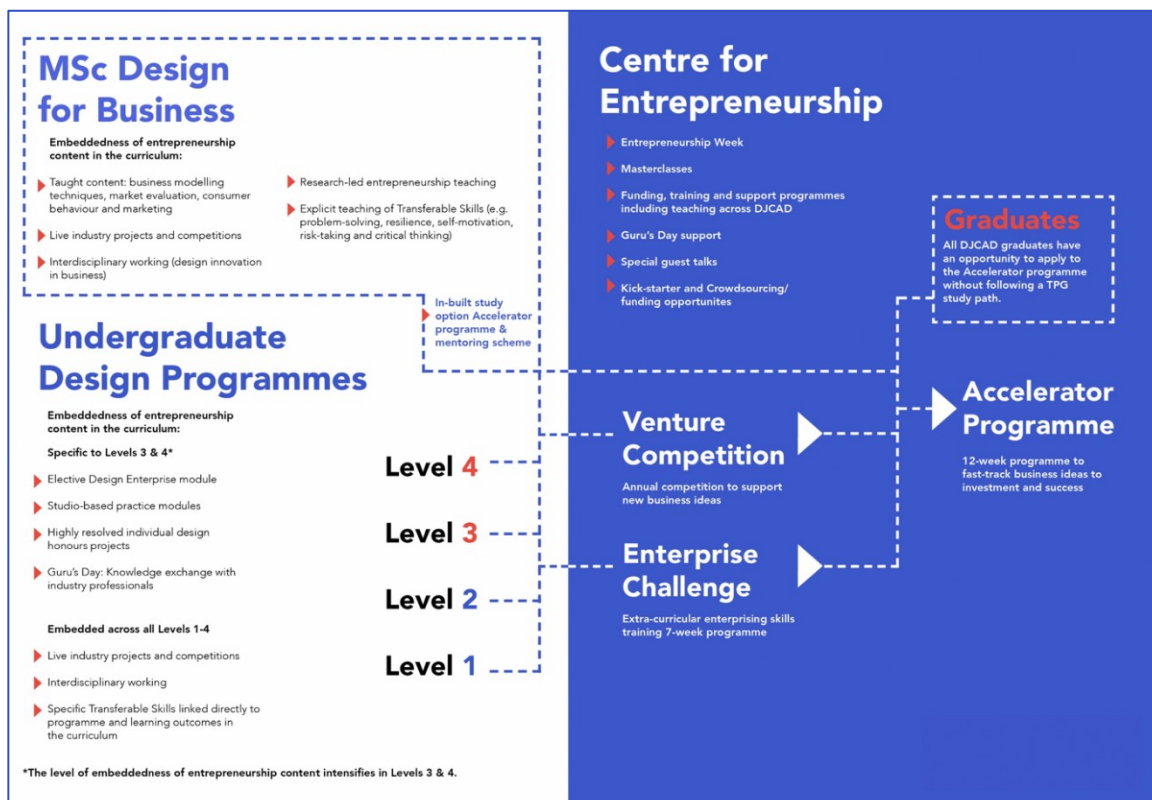 MSc Design
for Business
Embeddedness of entrepreneurship
content in the curriculum:
Taught content: business modelling
techniques, market evaluation, consumer
behaviour and marketing
Live industry projects and competitions
Interdisciplinary working (design innovation
in business)
Research-led entrepreneurship teaching
Explicit teaching of Transferable Skills (e.g.
problem-solving, resilience, self-motivation,
risk-taking and critical thinking)
In-built study
option Accelerator
programme &
mentoring scheme
Undergraduate
Design Programmes
Embeddedness of entrepreneurship
content in the curriculum:
Specific to Levels 3 & 4*
Elective Design Enterprise module
Studio-based practice modules
Highly resolved individual design
honours projects
Guru's Day: Knowledge exchange with
industry professionals
Embedded across all Levels 1-4
Live industry projects and competitions
Interdisciplinary working
Specific Transferable Skills linked directly to
programme and learning outcomes in
the curriculum
Level 4
Level 3
Level 2
Level 1
*The level of embeddedness of entrepreneurship content intensifies in Levels 3 & 4.
Centre for
Entrepreneurship
Entrepreneurship Week
Masterclasses
Funding, training and support programmes
including teaching across DJCAD
Guru's Day support
Special guest talks
Kick-starter and Crowdsourcing/
funding opportunites
Graduates
All DJCAD graduates have
an opportunity to apply to
the Accelerator programme
without following a TPG
study path.
Venture
Competition
Annual competition to support
new business ideas
Enterprise
Challenge
Extra-curricular enterprising skills
training 7-week programme
Accelerator
Programme
12-week programme to
fast-track business ideas to
investment and success